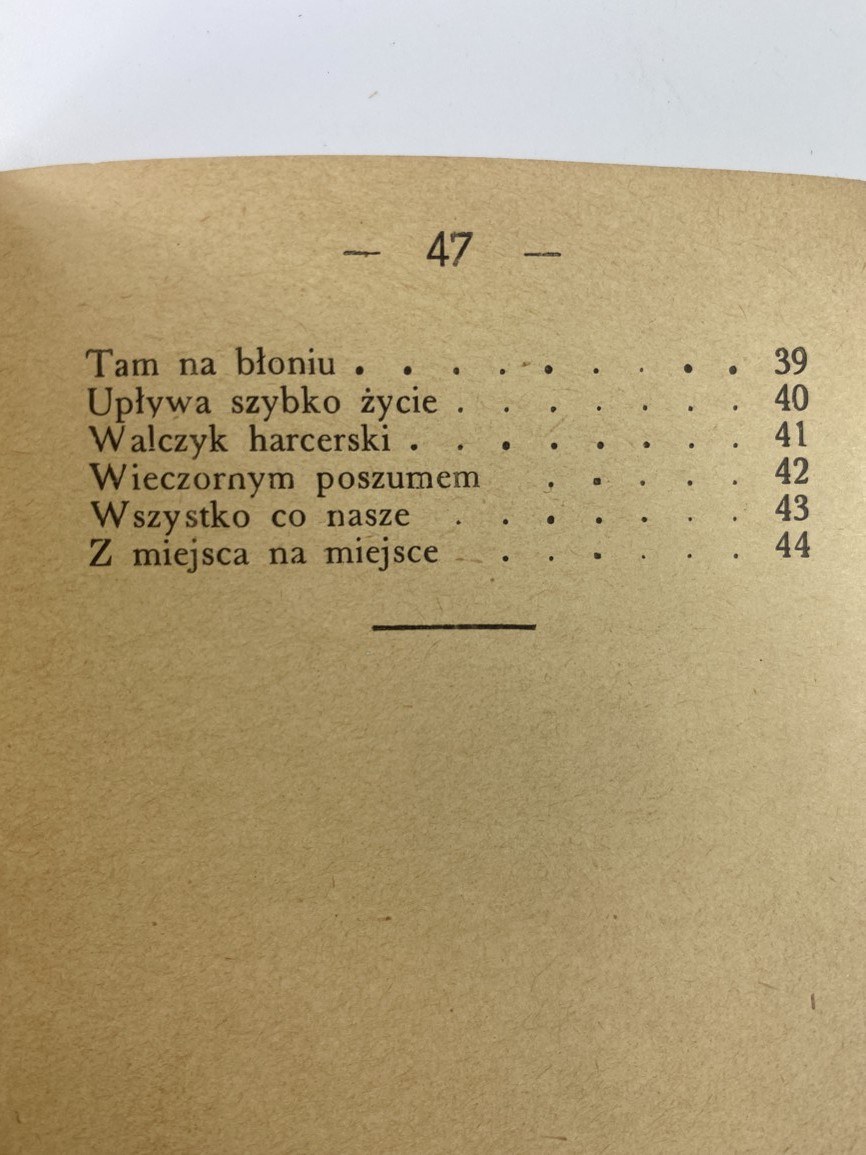 — 47 —
Tam na błoniu . . . . . . . . . 39
Upływa szybko życie . . . . . . . 40
Walczyk harcerski . . . . . . . . 41
Wieczornym poszumem . . . . . 42
Wszystko co nasze . . . . . . . 43
Z miejsca na miejsce . . . . . . 44